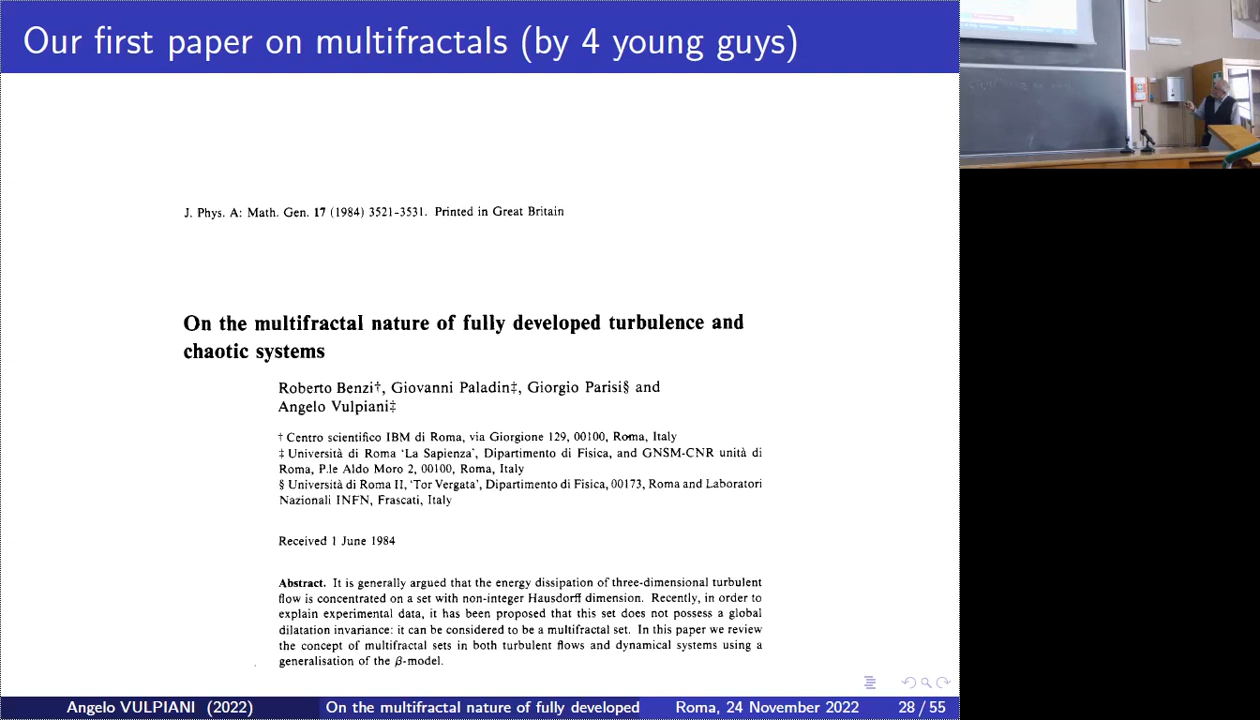 Our first paper on multifractals (by 4 young guys)
J. Phys. A: Math. Gen. 17 (1984) 3521-3531. Printed in Great Britain
On the multifractal nature of fully developed turbulence and
chaotic systems
Roberto Benzi†, Giovanni Paladin‡, Giorgio Parisi§ and
Angelo Vulpiani‡
† Centro scientifico IBM di Roma, via Giorgione 129, 00100, Roma, Italy
‡ Università di Roma 'La Sapienza', Dipartimento di Fisica, and GNSM-CNR unità di
Roma, P.le Aldo Moro 2, 00100, Roma, Italy
§ Università di Roma II, 'Tor Vergata', Dipartimento di Fisica, 00173, Roma and Laboratori
Nazionali INFN, Frascati, Italy
Received 1 June 1984
Abstract. It is generally argued that the energy dissipation of three-dimensional turbulent
flow is concentrated on a set with non-integer Hausdorff dimension. Recently, in order to
explain experimental data, it has been proposed that this set does not possess a global
dilatation invariance: it can be considered to be a multifractal set. In this paper we review
the concept of multifractal sets in both turbulent flows and dynamical systems using a
generalisation of the β-model.
Angelo VULPIANI (2022) On the multifractal nature of fully developed Roma, 24 November 2022 28 / 55